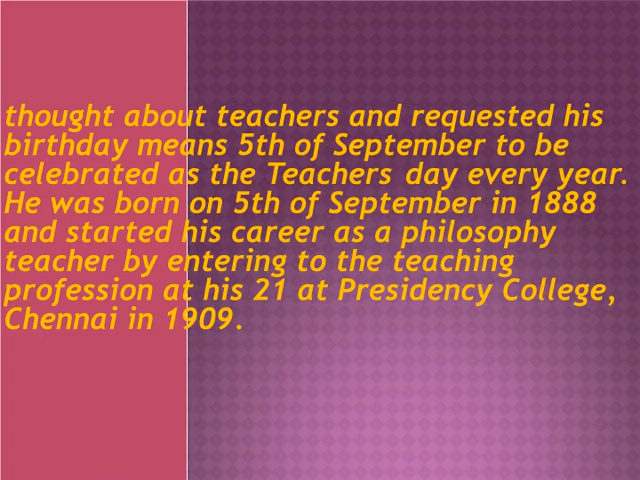 thought about teachers and requested his
birthday means 5th of September to be
celebrated as the Teachers day every year.
He was born on 5th of September in 1888
and started his career as a philosophy
teacher by entering to the teaching
profession at his 21 at Presidency College,
Chennai in 1909.